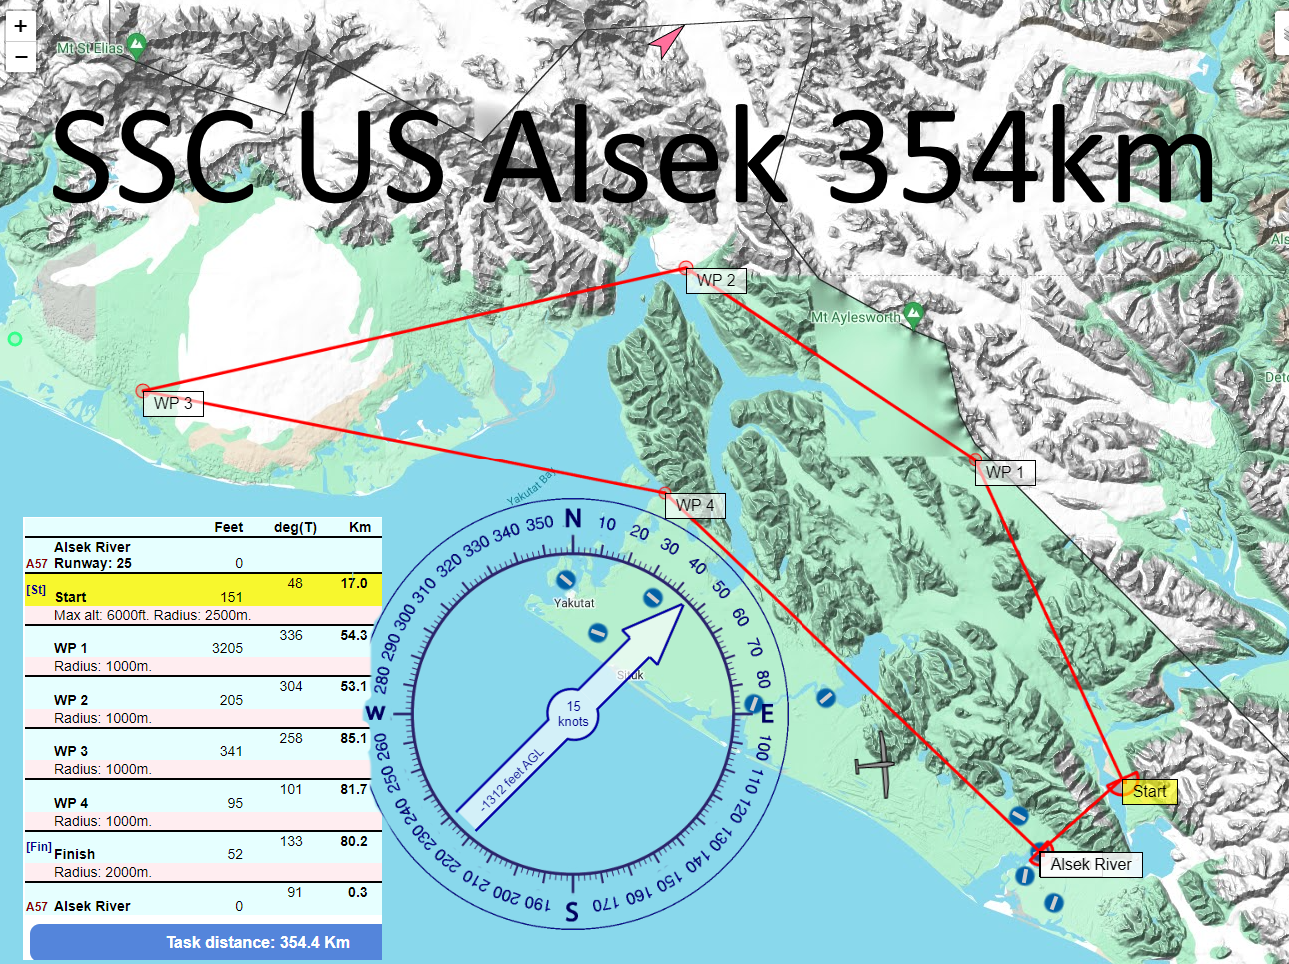 +
−
Mt St Elias
SSC US Alsek 354km
Als
WP 2
Mt Aylesworth
Dete
WP 3
WP 1
Yakutat Bay
WP 4
Feet deg(T) Km
Alsek River
A57 Runway: 25 0
[St] 48 17.0
Start 151
Max alt: 6000ft. Radius: 2500m.
336 54.3
WP 1 3205
Radius: 1000m.
304 53.1
WP 2 205
Radius: 1000m.
258 85.1
WP 3 341
Radius: 1000m.
101 81.7
WP 4 95
Radius: 1000m.
[Fin] 133 80.2
Finish 52
Radius: 2000m.
91 0.3
A57 Alsek River 0
Task distance: 354.4 Km
N 10 20 30 40 50 60 70 80 E 100 110 120 130 140 150 160 170 S 190 200 210 220 230 240 250 260 W 280 290 300 310 320 330 340 350
Yakutat
Situk
15
knots
-1312 feet AGL
Start
Alsek River